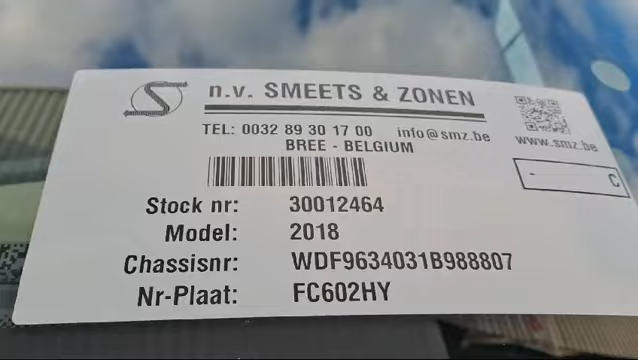 S n.v. SMEETS & ZONEN
TEL: 0032 89 30 17 00 info@smz.be
BREE - BELGIUM
www.smz.be
- C
Stock nr: 30012464
Model: 2018
Chassisnr: WDF9634031B988807
Nr-Plaat: FC602HY